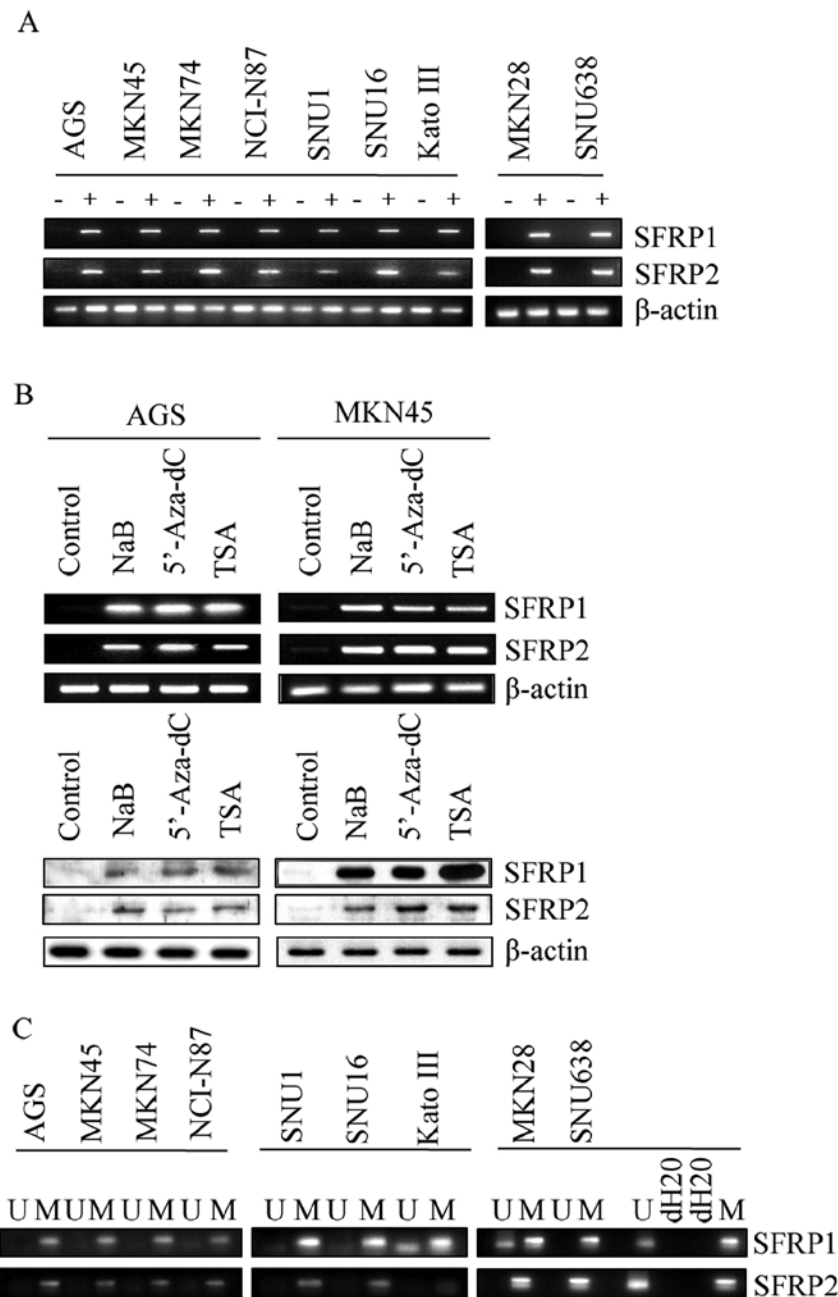 A
AGS MKN45 MKN74 NCI-N87 SNU1 SNU16 Kato III MKN28 SNU638
- + - + - + - + - + - + - + - + - +
SFRP1
SFRP2
β-actin
B
AGS MKN45
Control NaB 5’-Aza-dC TSA Control NaB 5’-Aza-dC TSA
SFRP1
SFRP2
β-actin
Control NaB 5’-Aza-dC TSA Control NaB 5’-Aza-dC TSA
SFRP1
SFRP2
β-actin
C
AGS MKN45 MKN74 NCI-N87 SNU1 SNU16 Kato III MKN28 SNU638
U M U M U M U M U M U M U M U M U M U dH20 dH20 M
SFRP1
SFRP2